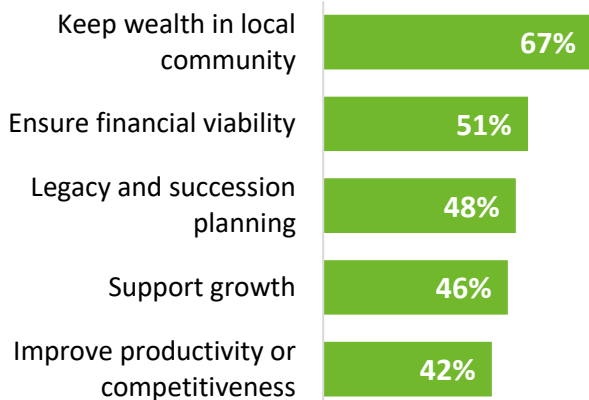 Keep wealth in local
community
67%
Ensure financial viability
51%
Legacy and succession
planning
48%
Support growth
46%
Improve productivity or
competitiveness
42%